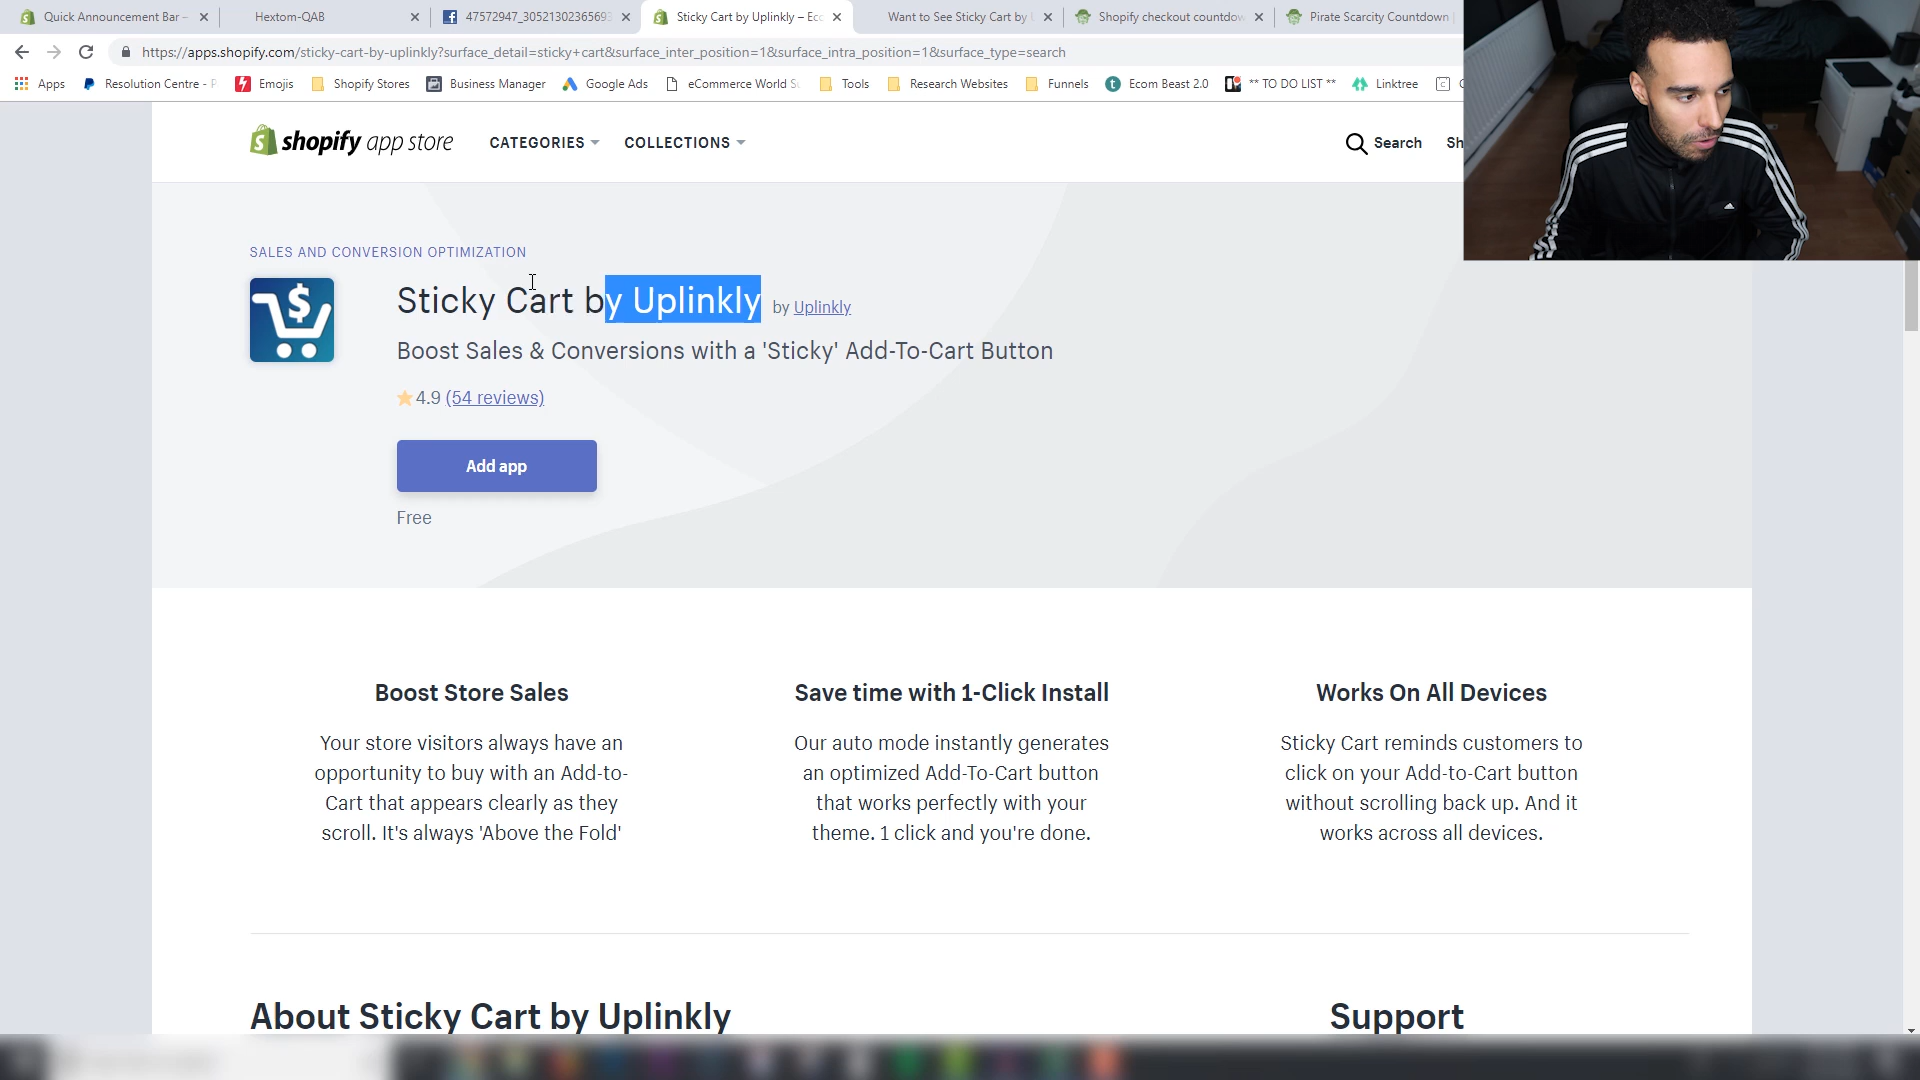 Quick Announcement Bar –
Hextom-QAB
47572947_3052130236569
Sticky Cart by Uplinkly – Ecc
Want to See Sticky Cart by
Shopify checkout countdow
Pirate Scarcity Countdown
https://apps.shopify.com/sticky-cart-by-uplinkly?surface_detail=sticky+cart&surface_inter_position=1&surface_intra_position=1&surface_type=search
Apps
Resolution Centre - P
Emojis
Shopify Stores
Business Manager
Google Ads
eCommerce World Sc
Tools
Research Websites
Funnels
Ecom Beast 2.0
** TO DO LIST **
Linktree
shopify app store
CATEGORIES
COLLECTIONS
Search
Sh
SALES AND CONVERSION OPTIMIZATION
Sticky Cart by Uplinkly by Uplinkly
Boost Sales & Conversions with a 'Sticky' Add-To-Cart Button
4.9 (54 reviews)
Add app
Free
Boost Store Sales
Your store visitors always have an
opportunity to buy with an Add-to-
Cart that appears clearly as they
scroll. It's always 'Above the Fold'
Save time with 1-Click Install
Our auto mode instantly generates
an optimized Add-To-Cart button
that works perfectly with your
theme. 1 click and you're done.
Works On All Devices
Sticky Cart reminds customers to
click on your Add-to-Cart button
without scrolling back up. And it
works across all devices.
About Sticky Cart by Uplinkly
Support